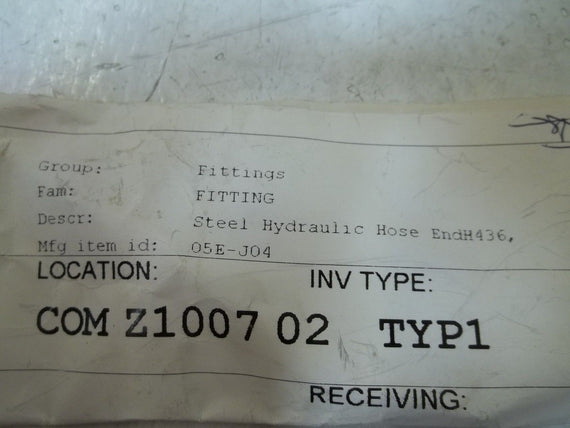 Group: Fittings
Fam: FITTING
Descr: Steel Hydraulic Hose EndH436,
Mfg item id: 05E-J04
LOCATION: INV TYPE:
COM Z1007 02 TYP1
RECEIVING: